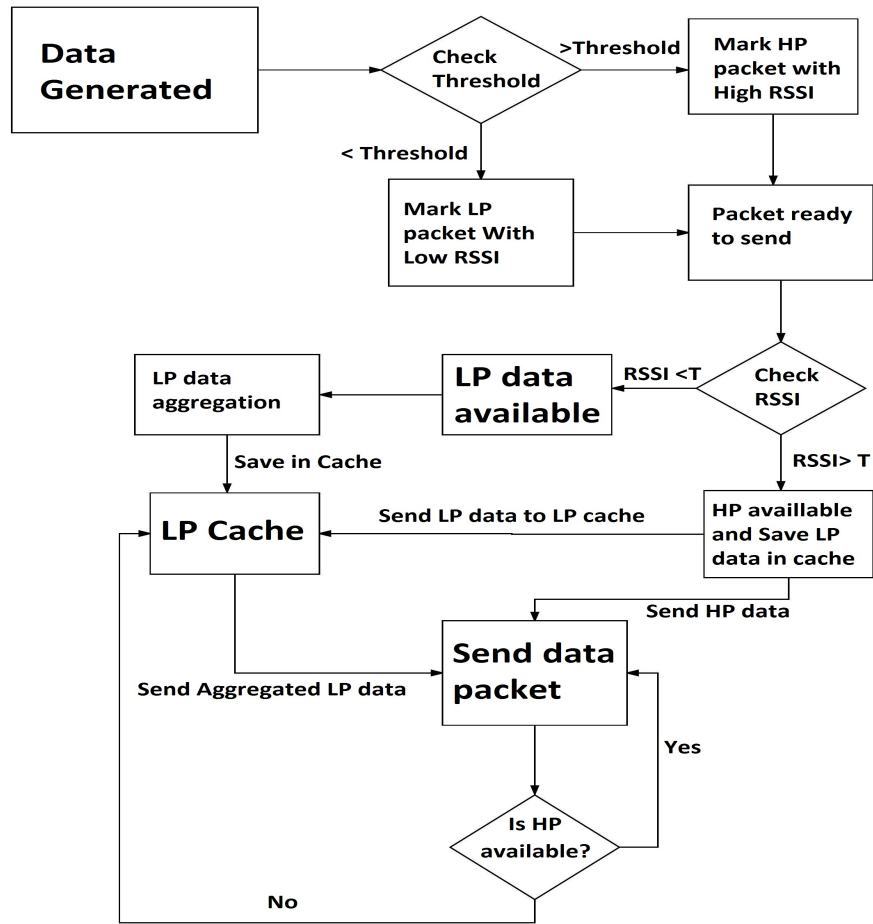 Data
Generated
Check
Threshold
>Threshold
Mark HP
packet with
High RSSI
< Threshold
Mark LP
packet With
Low RSSI
Packet ready
to send
LP data
aggregation
LP data
available
RSSI <T
Check
RSSI
RSSI> T
Save in Cache
LP Cache
Send LP data to LP cache
HP availlable
and Save LP
data in cache
Send HP data
Send Aggregated LP data
Send data
packet
Yes
Is HP
available?
No